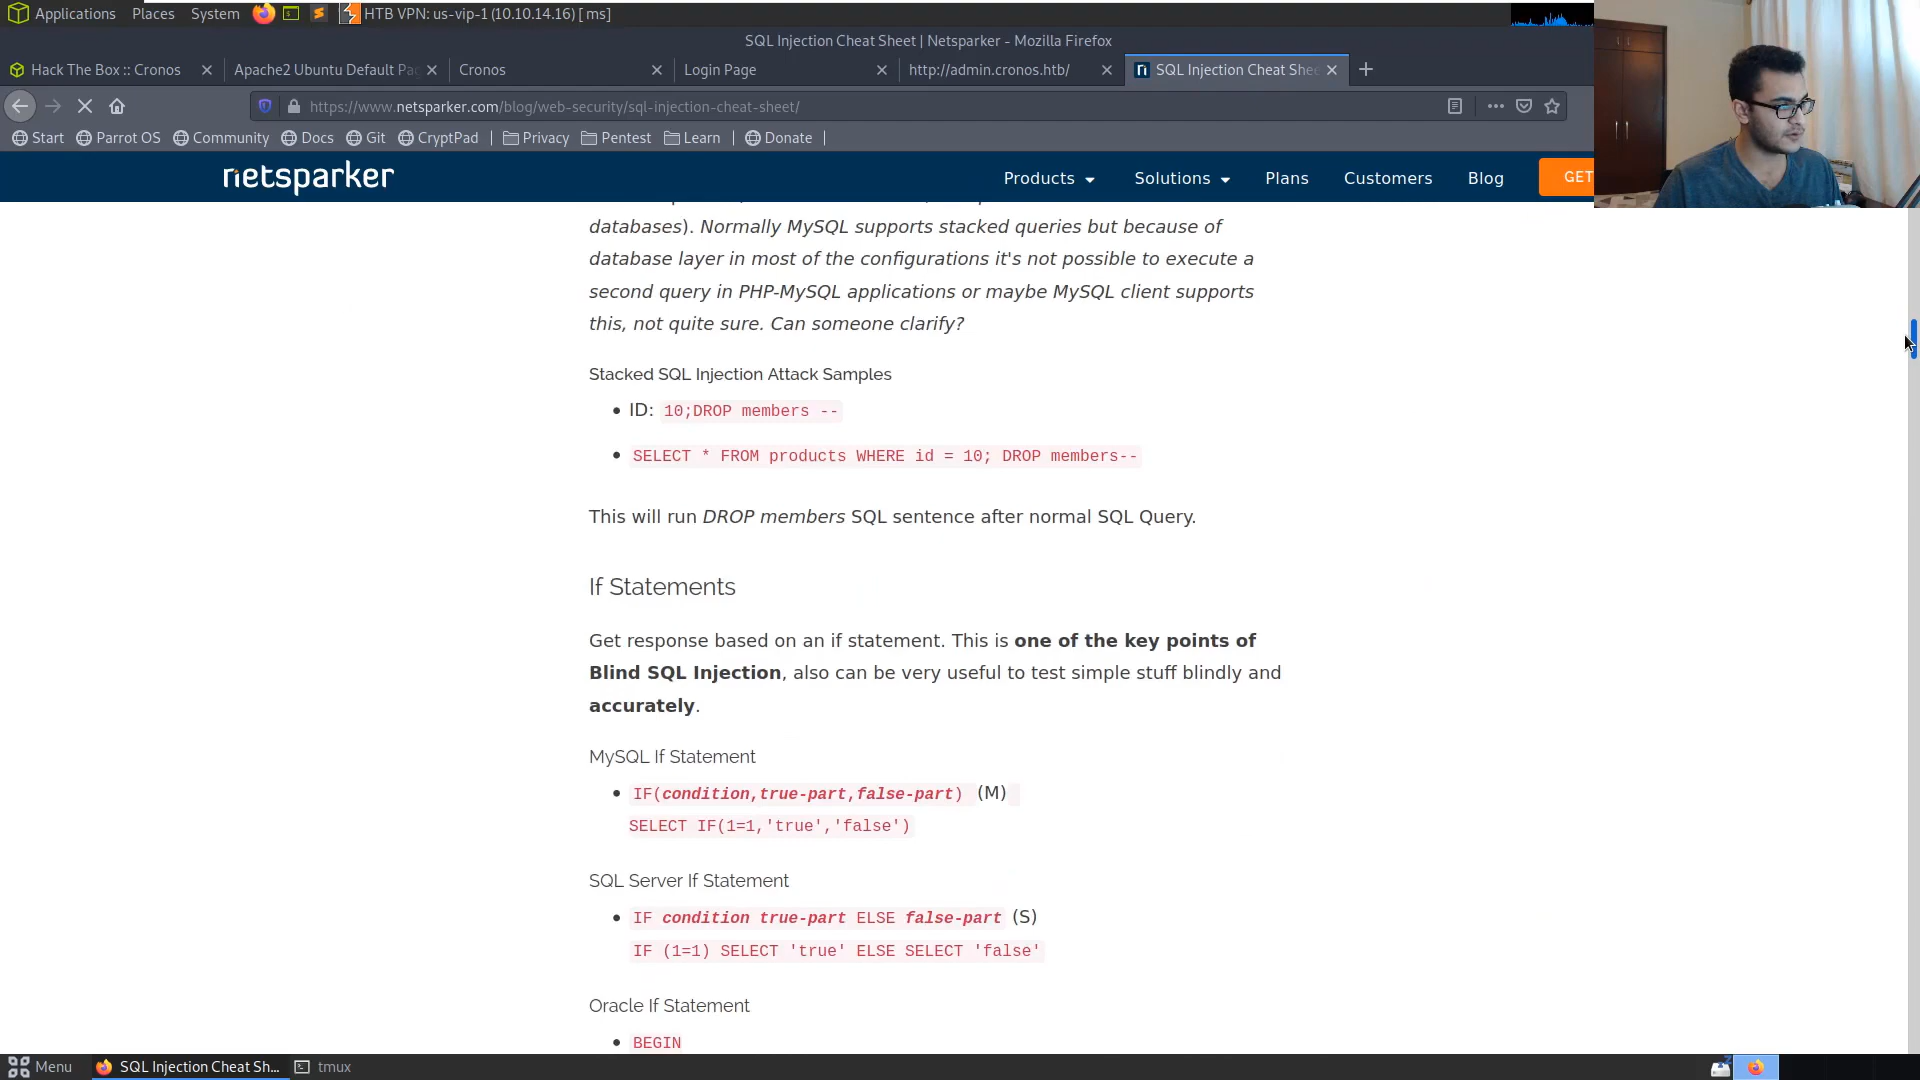 Applications Places System HTB VPN: us-vip-1 (10.10.14.16) [ ms]
SQL Injection Cheat Sheet | Netsparker - Mozilla Firefox
Hack The Box :: Cronos Apache2 Ubuntu Default Pag Cronos Login Page http://admin.cronos.htb/ SQL Injection Cheat Shee
https://www.netsparker.com/blog/web-security/sql-injection-cheat-sheet/
Start Parrot OS Community Docs Git CryptPad Privacy Pentest Learn Donate
netsparker Products Solutions Plans Customers Blog GET
databases). Normally MySQL supports stacked queries but because of
database layer in most of the configurations it's not possible to execute a
second query in PHP-MySQL applications or maybe MySQL client supports
this, not quite sure. Can someone clarify?
Stacked SQL Injection Attack Samples
• ID: 10;DROP members --
• SELECT * FROM products WHERE id = 10; DROP members--
This will run DROP members SQL sentence after normal SQL Query.
If Statements
Get response based on an if statement. This is one of the key points of
Blind SQL Injection, also can be very useful to test simple stuff blindly and
accurately.
MySQL If Statement
• IF(condition,true-part,false-part) (M)
SELECT IF(1=1,'true','false')
SQL Server If Statement
• IF condition true-part ELSE false-part (S)
IF (1=1) SELECT 'true' ELSE SELECT 'false'
Oracle If Statement
• BEGIN
Menu SQL Injection Cheat Sh... tmux